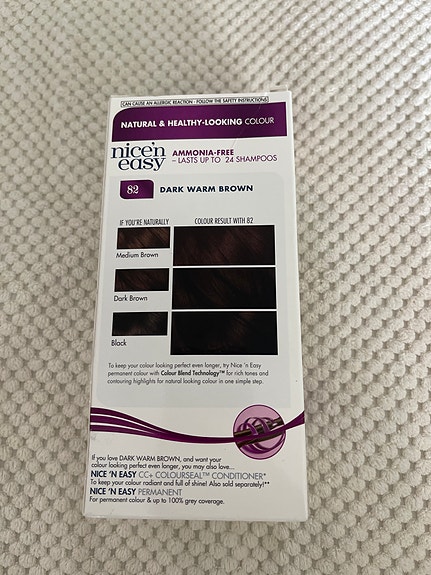 CAN CAUSE AN ALLERGIC REACTION - FOLLOW THE SAFETY INSTRUCTIONS
NATURAL & HEALTHY-LOOKING COLOUR
nice'n
easy
AMMONIA-FREE
– LASTS UP TO 24 SHAMPOOS
82
DARK WARM BROWN
IF YOU'RE NATURALLY
COLOUR RESULT WITH 82
Medium Brown
Dark Brown
Black
To keep your colour looking perfect even longer, try Nice 'n Easy
permanent colour with Colour Blend Technology™ for rich tones and
contouring highlights for natural looking colour in one simple step.
If you love DARK WARM BROWN, and want your
colour looking perfect even longer, you may also love...
NICE 'N EASY CC+ COLOURSEAL™ CONDITIONER*
To keep your colour radiant and full of shine! Also sold separately!**
NICE 'N EASY PERMANENT
For permanent colour & up to 100% grey coverage.